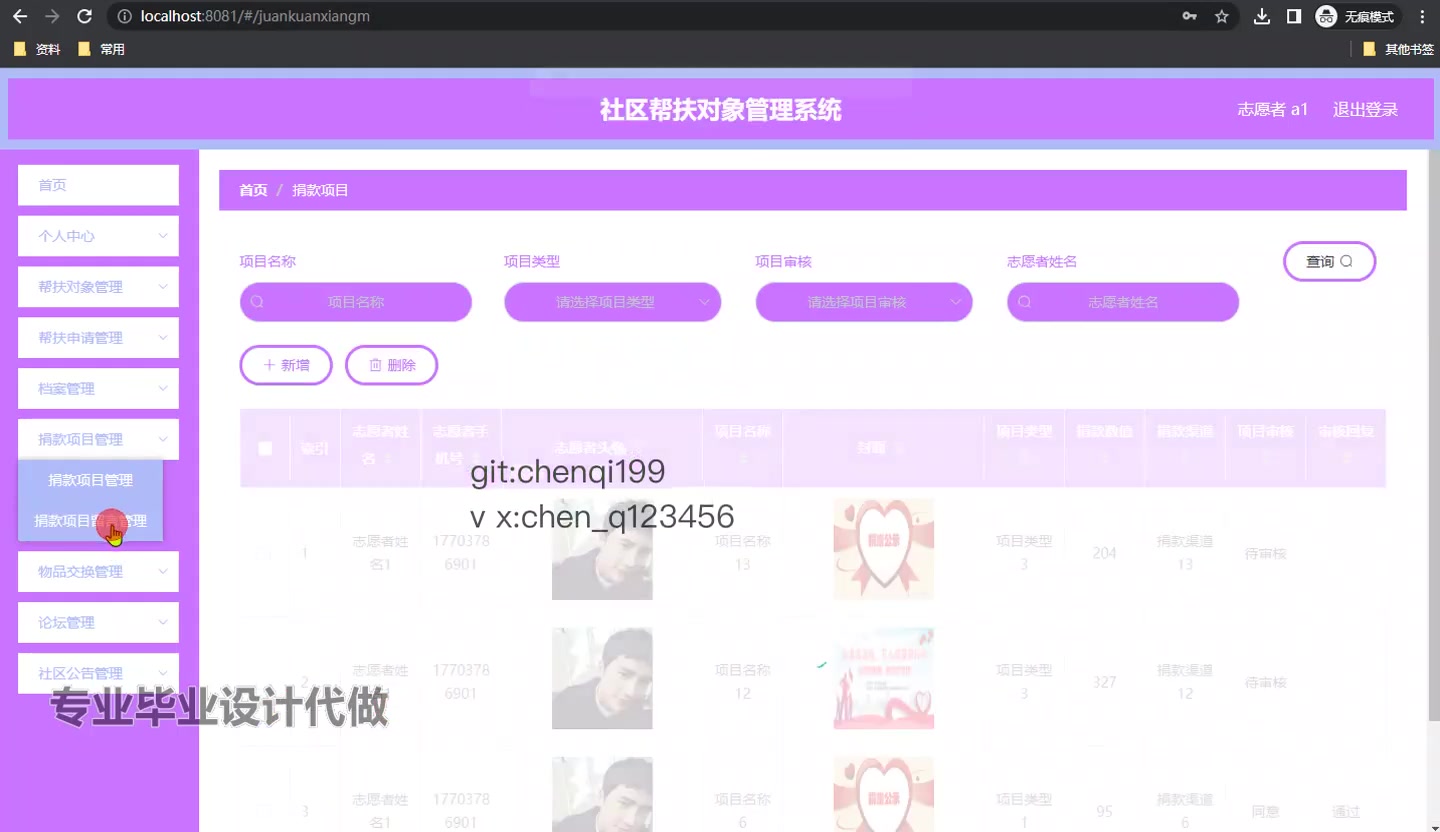 localhost:8081/#/juankuanxiangm
无痕模式
资料
常用
其他书签
社区帮扶对象管理系统
志愿者 a1
退出登录
首页
个人中心
帮扶对象管理
帮扶申请管理
档案管理
捐款项目管理
捐款项目管理
捐款项目留言管理
物品交换管理
论坛管理
社区公告管理
首页 / 捐款项目
项目名称
项目类型
项目审核
志愿者姓名
项目名称
请选择项目类型
请选择项目审核
志愿者姓名
查询
新增
删除
索引
志愿者姓名
志愿者手机号
志愿者头像
项目名称
封面
项目类型
捐款数值
捐款渠道
项目审核
审核回复
git:chenqi199
v x:chen_q123456
1
志愿者姓名1
17703786901
项目名称13
项目类型3
204
捐款渠道13
待审核
2
志愿者姓名1
17703786901
项目名称12
项目类型3
327
捐款渠道12
待审核
3
志愿者姓名1
17703786901
项目名称6
项目类型1
95
捐款渠道6
同意
通过
专业毕业设计代做